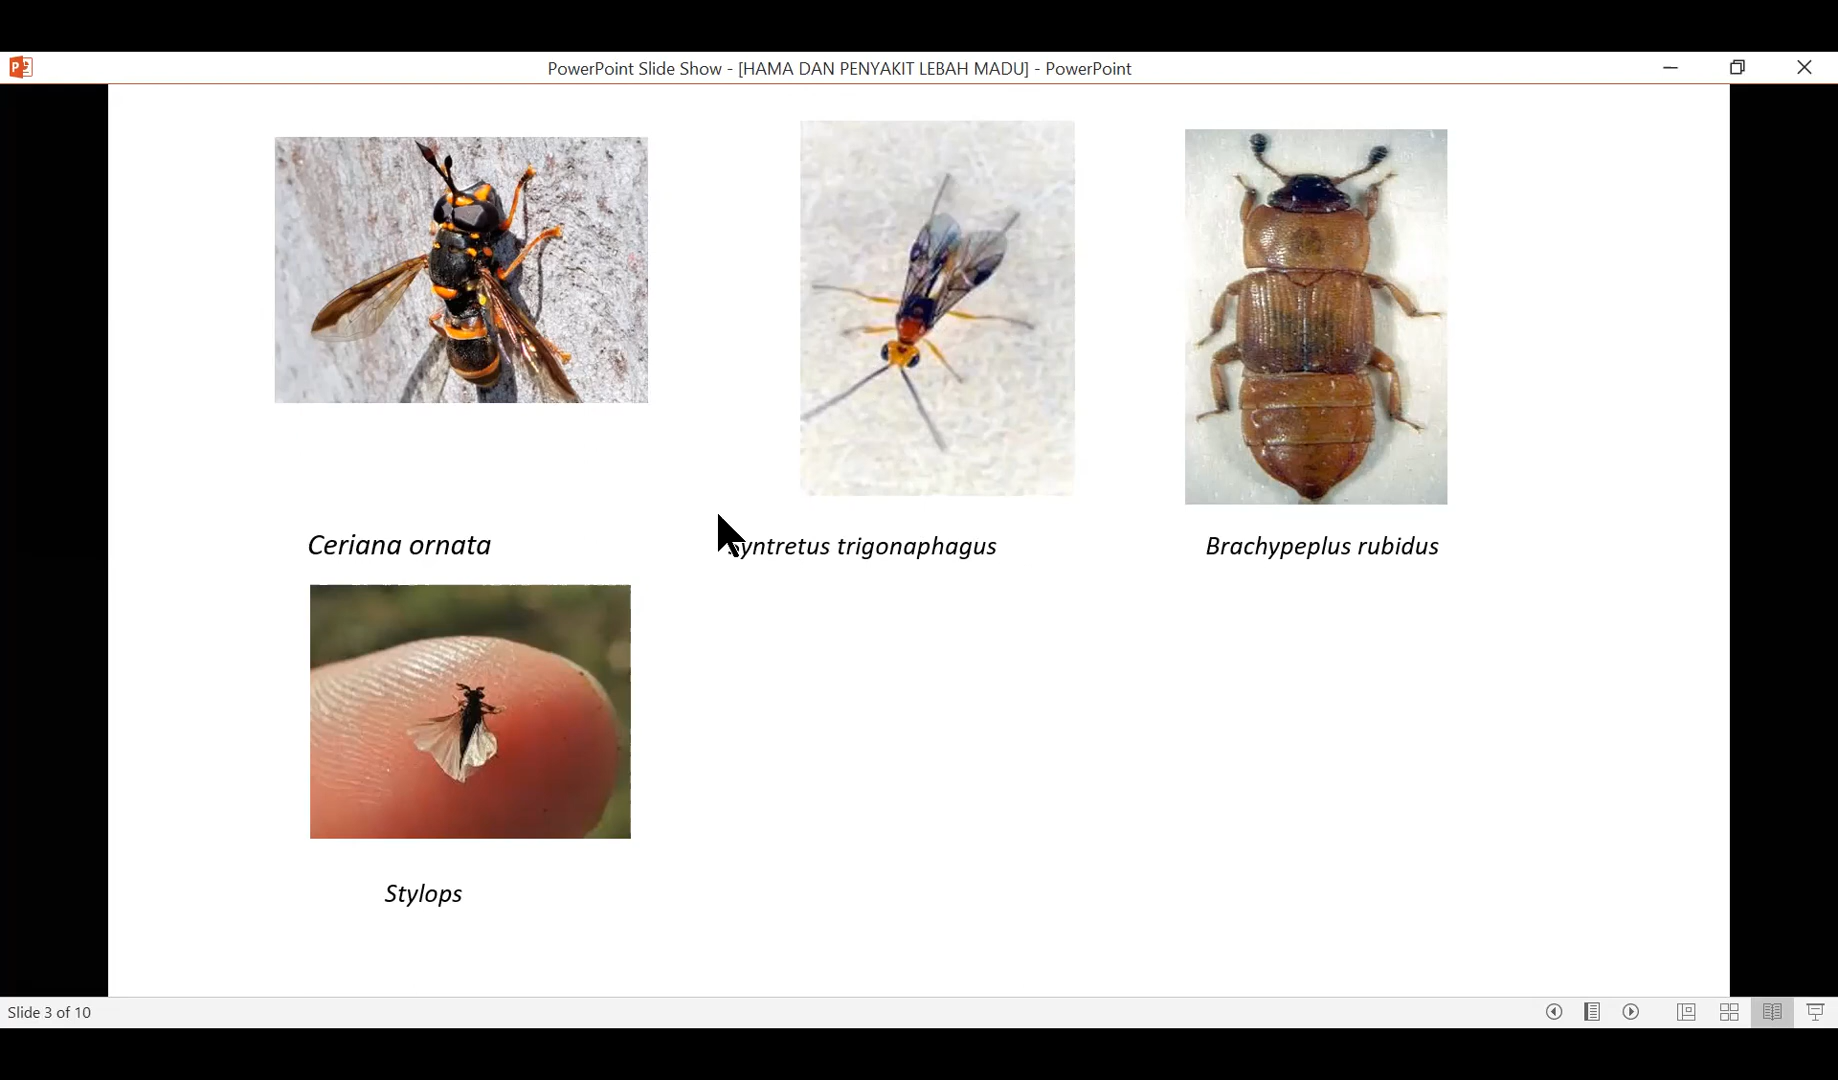 PowerPoint Slide Show - [HAMA DAN PENYAKIT LEBAH MADU] - PowerPoint
Ceriana ornata
Syntretus trigonaphagus
Brachypeplus rubidus
Stylops
Slide 3 of 10